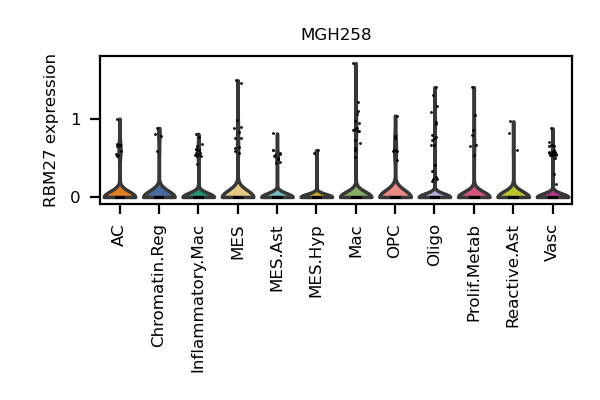 MGH258
RBM27 expression
1
0
AC
Chromatin.Reg
Inflammatory.Mac
MES
MES.Ast
MES.Hyp
Mac
OPC
Oligo
Prolif.Metab
Reactive.Ast
Vasc